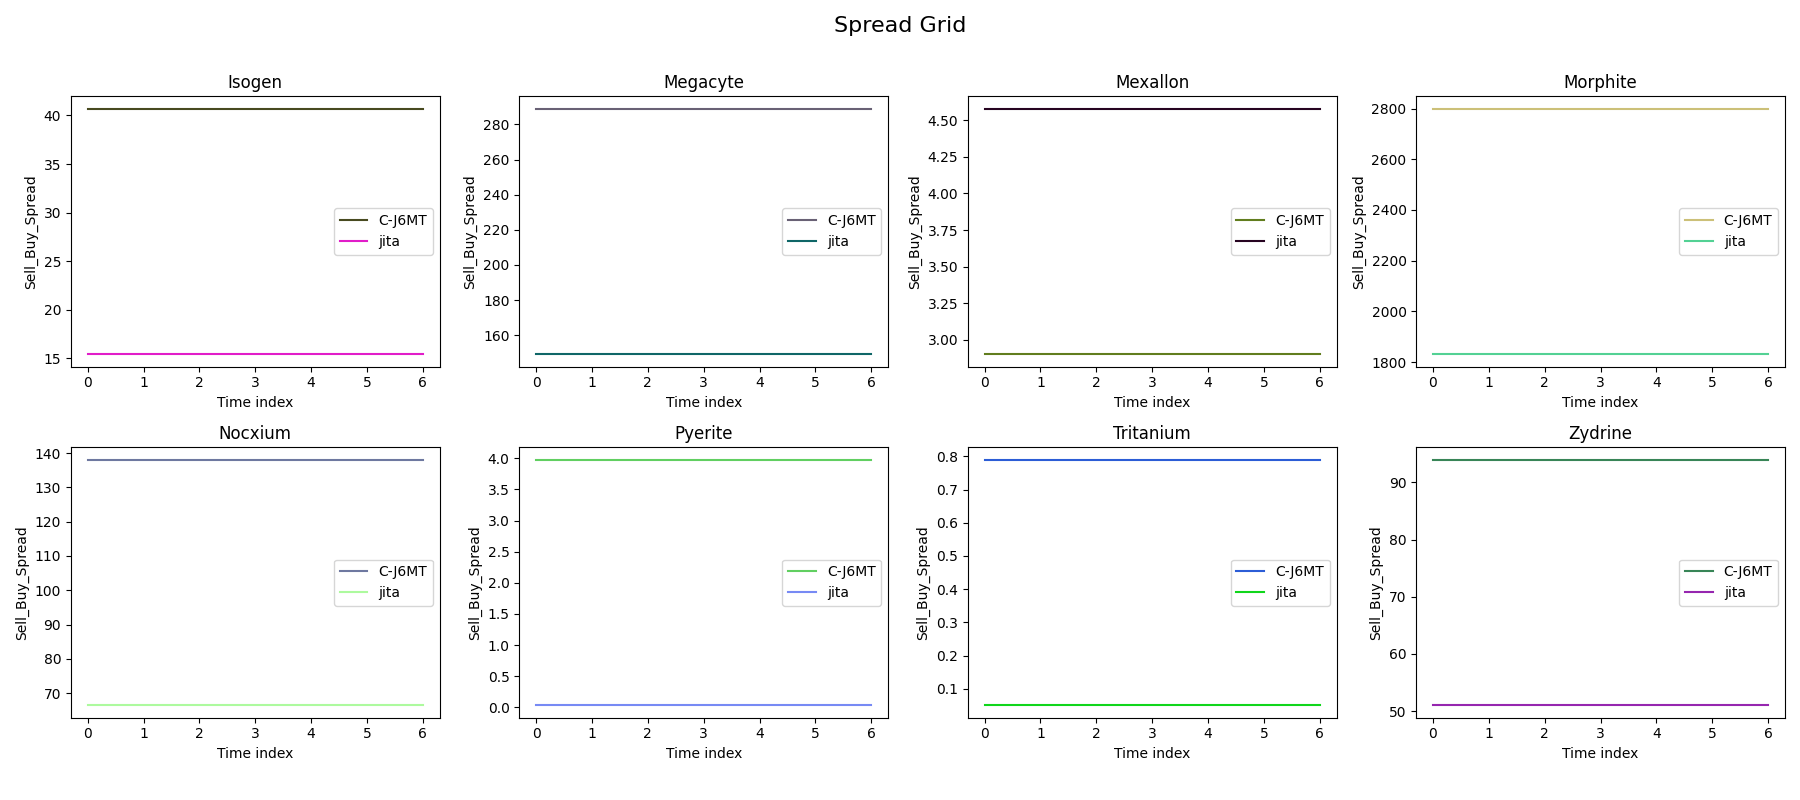 Spread Grid
Isogen
Sell_Buy_Spread
40
35
30
25
20
15
C-J6MT
jita
0 1 2 3 4 5 6
Time index
Megacyte
Sell_Buy_Spread
280
260
240
220
200
180
160
C-J6MT
jita
0 1 2 3 4 5 6
Time index
Mexallon
Sell_Buy_Spread
4.50
4.25
4.00
3.75
3.50
3.25
3.00
C-J6MT
jita
0 1 2 3 4 5 6
Time index
Morphite
Sell_Buy_Spread
2800
2600
2400
2200
2000
1800
C-J6MT
jita
0 1 2 3 4 5 6
Time index
Nocxium
Sell_Buy_Spread
140
130
120
110
100
90
80
70
C-J6MT
jita
0 1 2 3 4 5 6
Time index
Pyerite
Sell_Buy_Spread
4.0
3.5
3.0
2.5
2.0
1.5
1.0
0.5
0.0
C-J6MT
jita
0 1 2 3 4 5 6
Time index
Tritanium
Sell_Buy_Spread
0.8
0.7
0.6
0.5
0.4
0.3
0.2
0.1
C-J6MT
jita
0 1 2 3 4 5 6
Time index
Zydrine
Sell_Buy_Spread
90
80
70
60
50
C-J6MT
jita
0 1 2 3 4 5 6
Time index